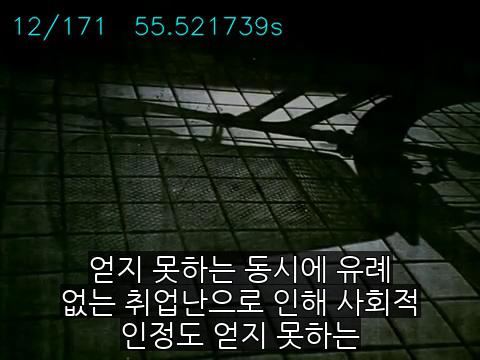 12/171 55.521739s
얻지 못하는 동시에 유례
없는 취업난으로 인해 사회적
인정도 얻지 못하는